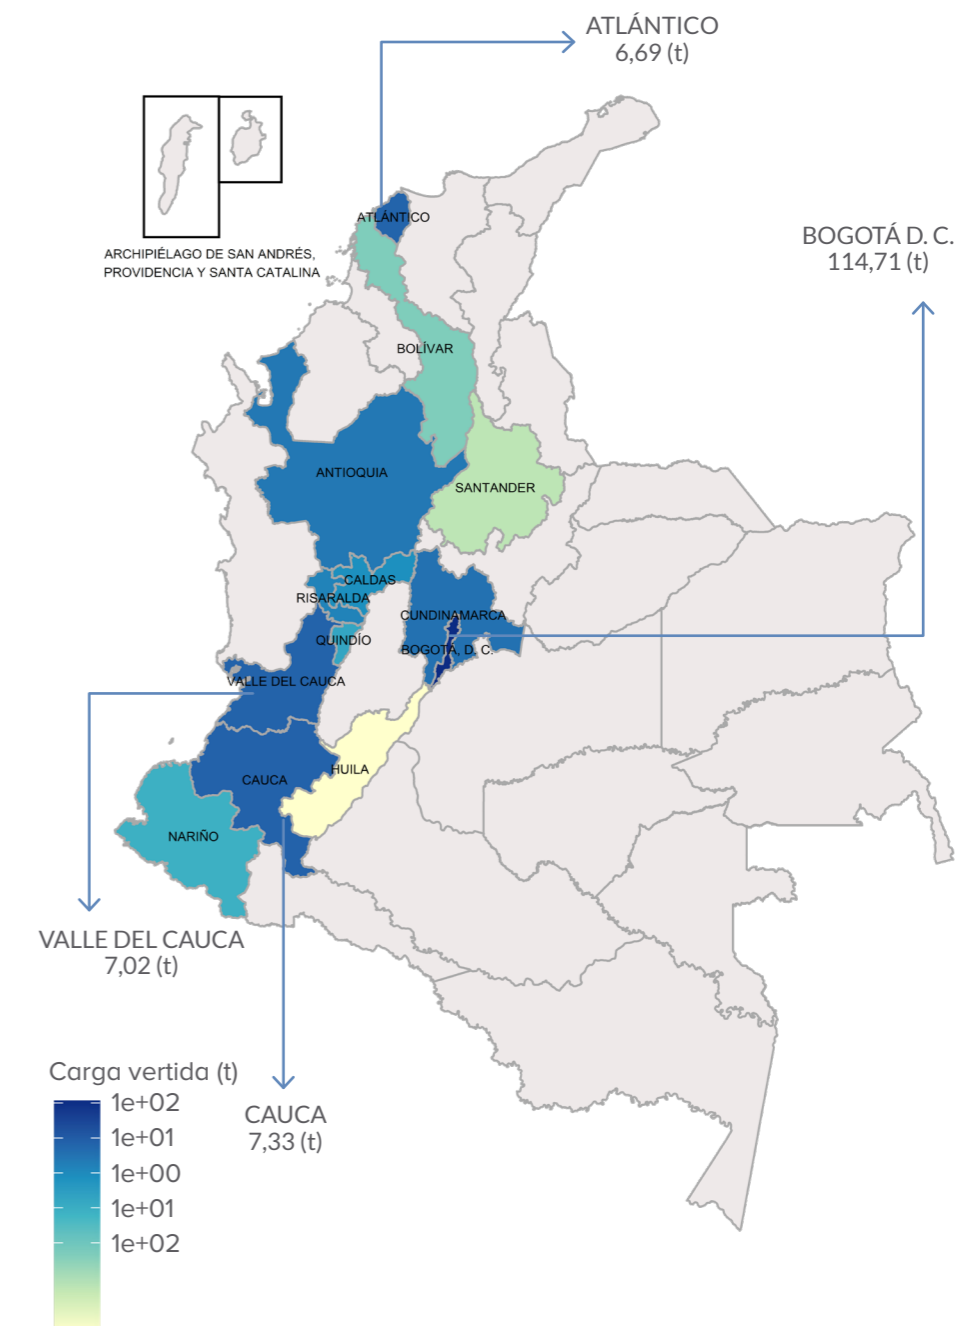 ATLÁNTICO
6,69 (t)
ARCHIPIÉLAGO DE SAN ANDRÉS,
PROVIDENCIA Y SANTA CATALINA
ATLÁNTICO
BOGOTÁ D. C.
114,71 (t)
BOLÍVAR
ANTIOQUIA
SANTANDER
CALDAS
RISARALDA
CUNDINAMARCA
QUINDÍO
BOGOTÁ, D. C.
VALLE DEL CAUCA
HUILA
CAUCA
NARIÑO
VALLE DEL CAUCA
7,02 (t)
Carga vertida (t)
1e+02
1e+01
1e+00
1e+01
1e+02
CAUCA
7,33 (t)